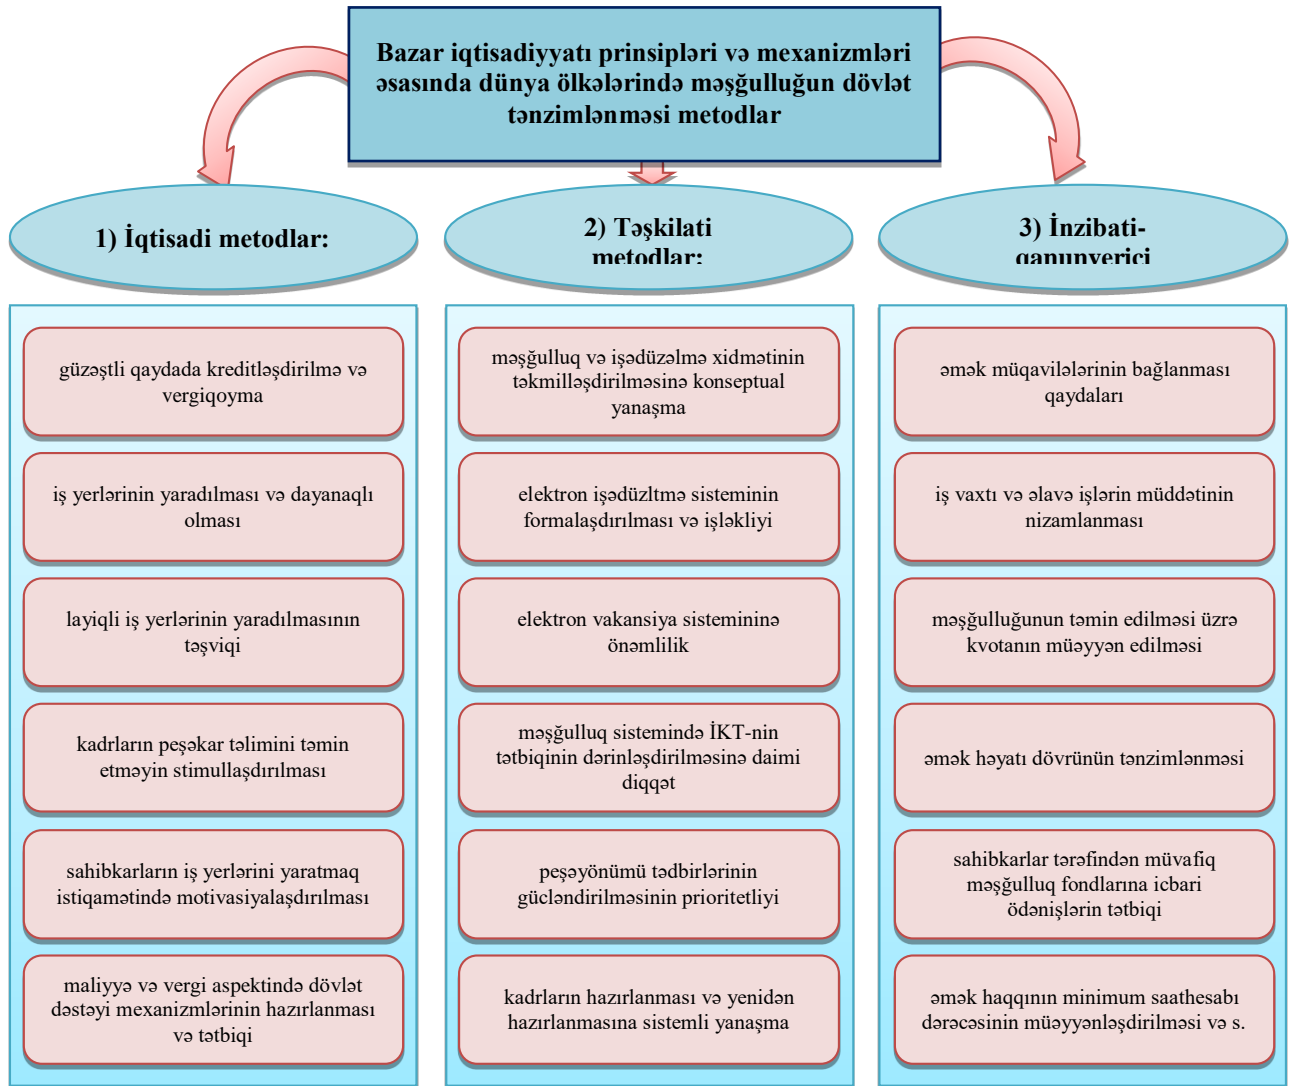 Bazar iqtisadiyyatı prinsipləri və mexanizmləri
əsasında dünya ölkələrində məşğulluğun dövlət
tənzimlənməsi metodlar
1) İqtisadi metodlar:
2) Təşkilati
metodlar:
3) İnzibati-
qanunverici
güzəştli qaydada kreditləşdirilmə və
vergiqoyma
iş yerlərinin yaradılması və dayanaqlı
olması
layiqli iş yerlərinin yaradılmasının
təşviqi
kadrların peşəkar təlimini təmin
etməyin stimullaşdırılması
sahibkarların iş yerlərini yaratmaq
istiqamətində motivasiyalaşdırılması
maliyyə və vergi aspektində dövlət
dəstəyi mexanizmlərinin hazırlanması
və tətbiqi
məşğulluq və işədüzəlmə xidmətinin
təkmilləşdirilməsinə konseptual
yanaşma
elektron işədüzltmə sisteminin
formalaşdırılması və işləkliyi
elektron vakansiya sistemininə
önəmlilik
məşğulluq sistemində İKT-nin
tətbiqinin dərinləşdirilməsinə daimi
diqqət
peşəyönümü tədbirlərinin
gücləndirilməsinin prioritetliyi
kadrların hazırlanması və yenidən
hazırlanmasına sistemli yanaşma
əmək müqavilələrinin bağlanması
qaydaları
iş vaxtı və əlavə işlərin müddətinin
nizamlanması
məşğulluğunun təmin edilməsi üzrə
kvotanın müəyyən edilməsi
əmək həyatı dövrünün tənzimlənməsi
sahibkarlar tərəfindən müvafiq
məşğulluq fondlarına icbari
ödənişlərin tətbiqi
əmək haqqının minimum saathesabı
dərəcəsinin müəyyənləşdirilməsi və s.